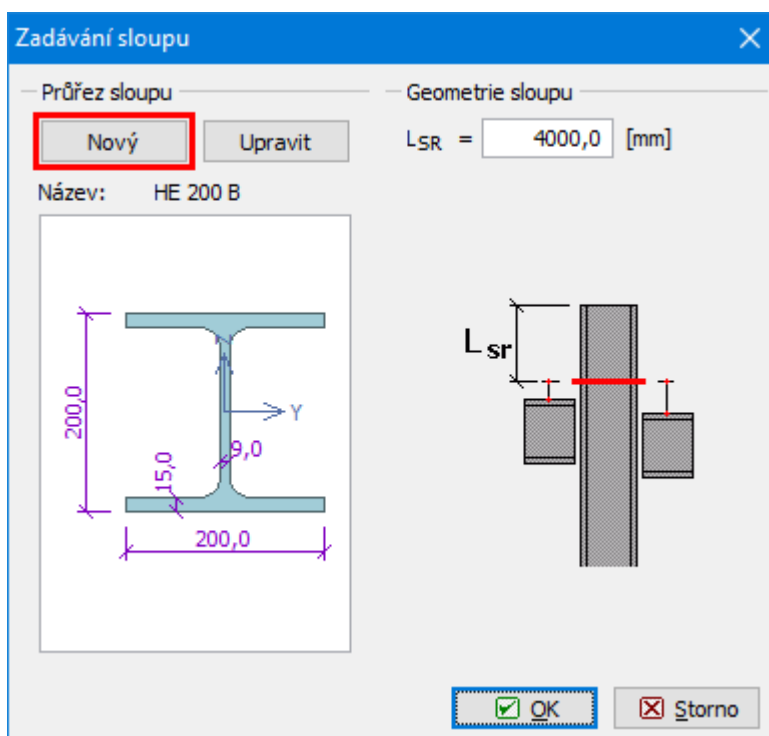 Zadávání sloupu
Průřez sloupu
Nový
Upravit
Název: HE 200 B
200,0
15,0
9,0
Y
200,0
Geometrie sloupu
LSR = 4000,0 [mm]
Lsr
OK
Storno